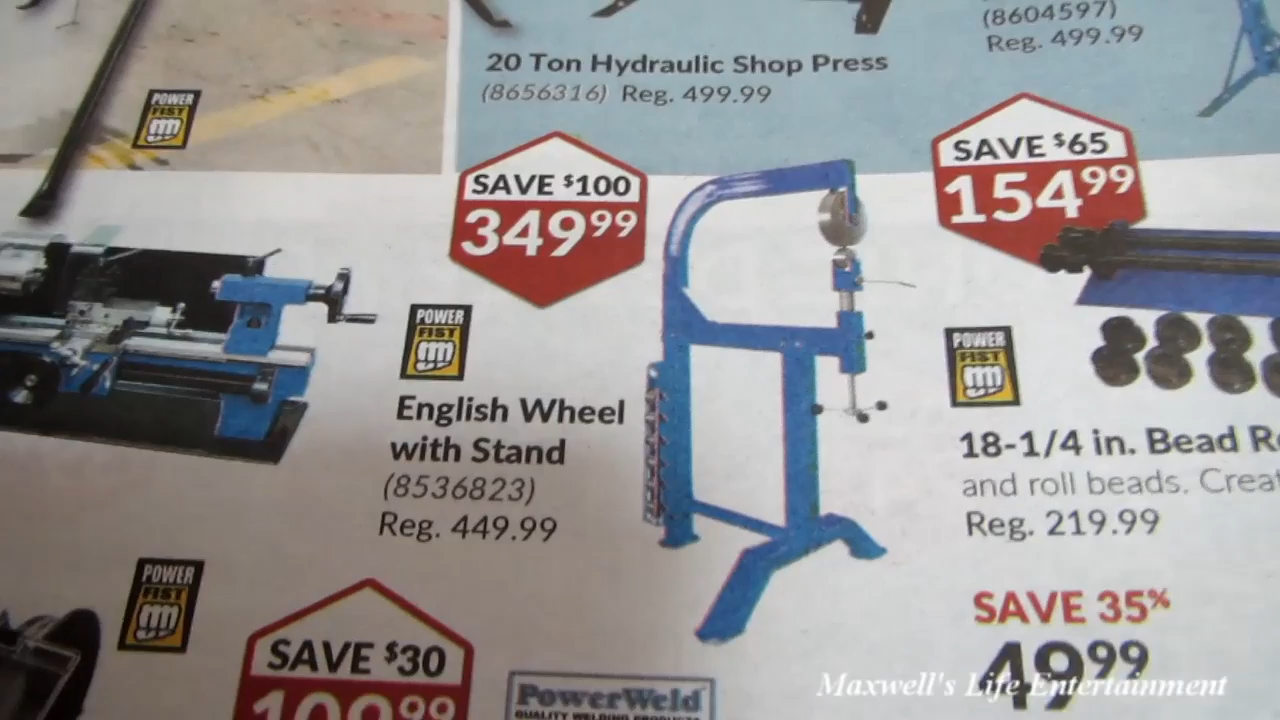 (8604597)
Reg. 499.99
20 Ton Hydraulic Shop Press
(8656316) Reg. 499.99
POWER
FIST
SAVE $100
349.99
SAVE $65
154.99
POWER
FIST
English Wheel
with Stand
(8536823)
Reg. 449.99
POWER
FIST
18-1/4 in. Bead
and roll beads.
Reg. 219.99
POWER
FIST
SAVE $30
109.99
PowerWeld
QUALITY WELDING PRODUCTS
SAVE 35%
49.99
Maxwell's Life Entertainment